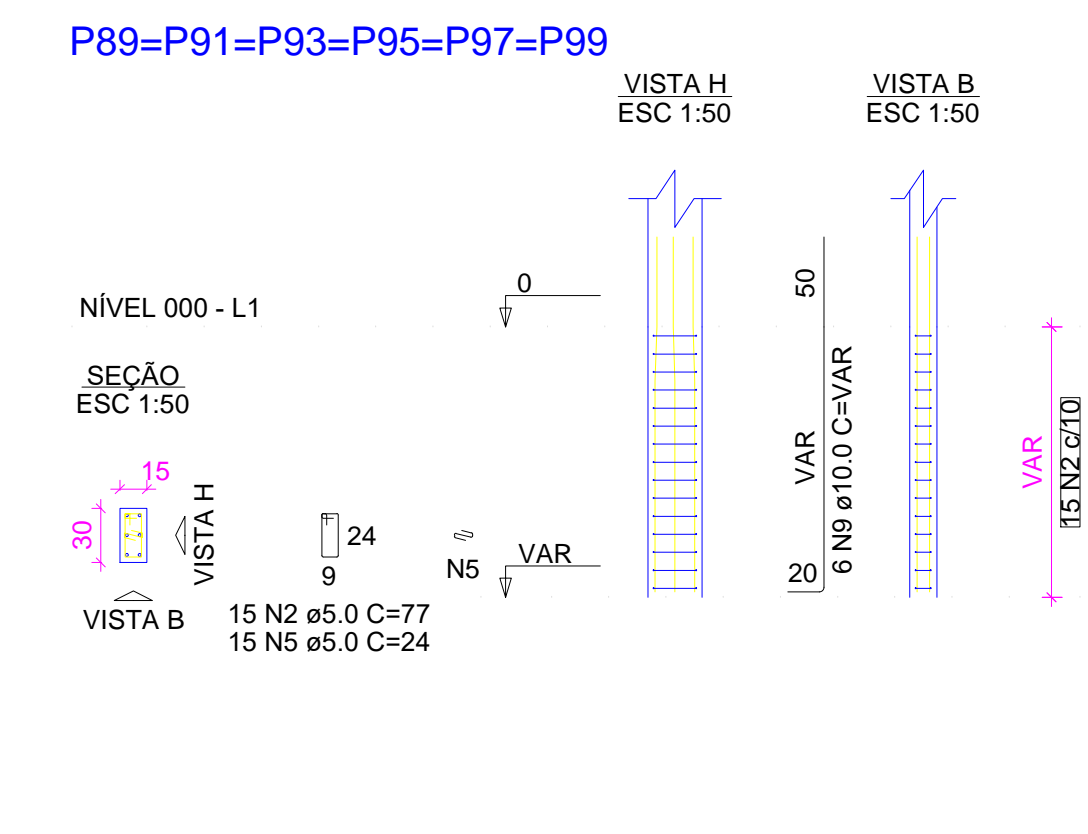 P89=P91=P93=P95=P97=P99
VISTA H
ESC 1:50
VISTA B
ESC 1:50
NÍVEL 000 - L1
0
50
SEÇÃO
ESC 1:50
15
30
VISTA H
VISTA B
24
9
N5
15 N2 ø5.0 C=77
15 N5 ø5.0 C=24
VAR
VAR
20
6 N9 ø10.0 C=VAR
VAR
15 N2 c/10